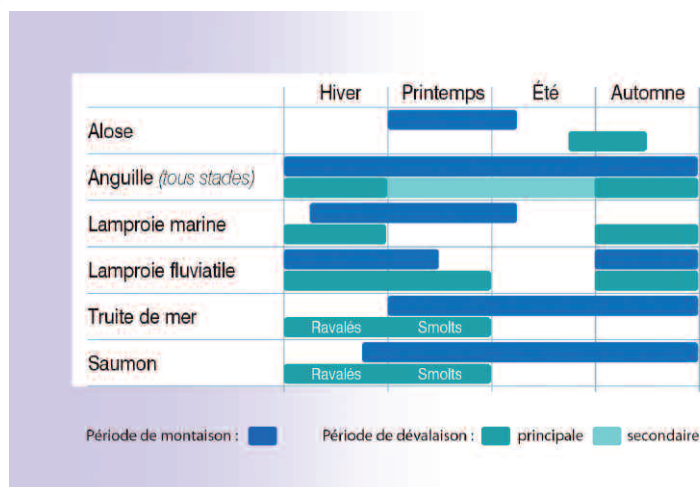 Hiver Printemps Été Automne
Alose
Anguille (tous stades)
Lamproie marine
Lamproie fluviatile
Truite de mer
Ravalés Smolts
Saumon
Ravalés Smolts
Période de montaison : Période de dévalaison : principale secondaire